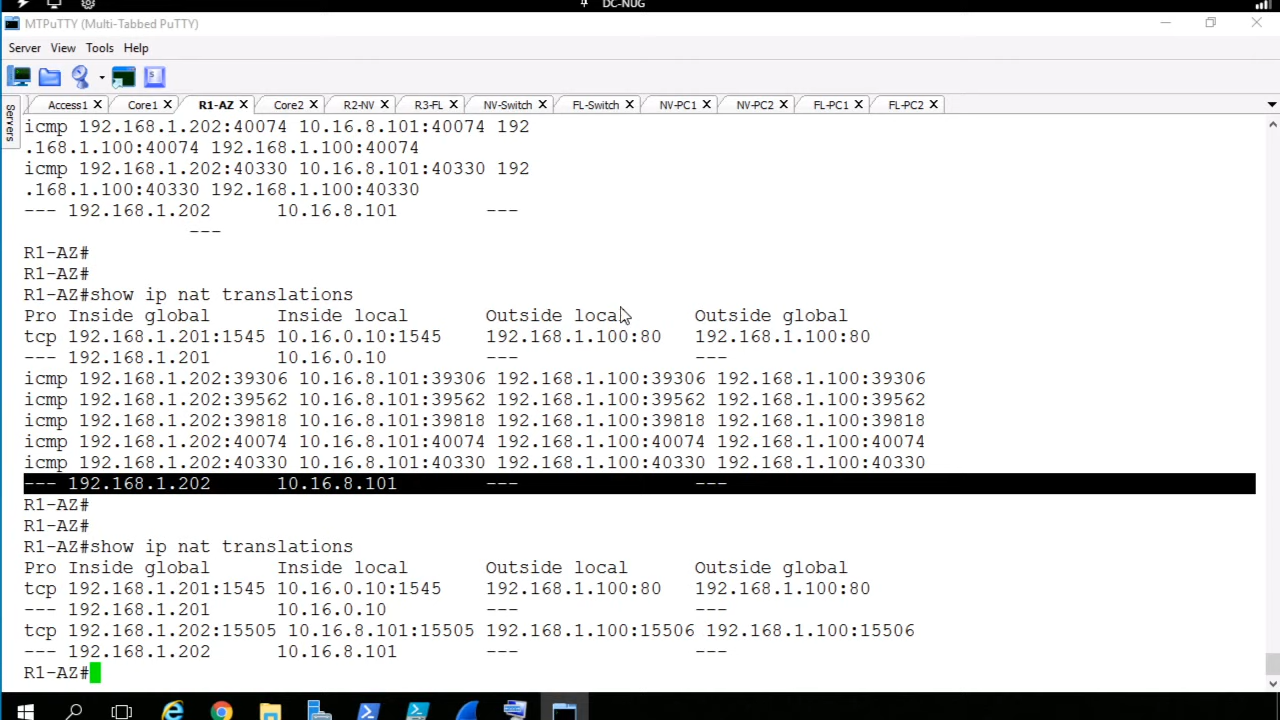 DC-NUG
MTPuTTY (Multi-Tabbed PuTTY)
Server View Tools Help
Servers
Access1 Core1 R1-AZ Core2 R2-NV R3-FL NV-Switch FL-Switch NV-PC1 NV-PC2 FL-PC1 FL-PC2
icmp 192.168.1.202:40074 10.16.8.101:40074 192
.168.1.100:40074 192.168.1.100:40074
icmp 192.168.1.202:40330 10.16.8.101:40330 192
.168.1.100:40330 192.168.1.100:40330
--- 192.168.1.202 10.16.8.101 ---
---
R1-AZ#
R1-AZ#
R1-AZ#show ip nat translations
Pro Inside global Inside local Outside local Outside global
tcp 192.168.1.201:1545 10.16.0.10:1545 192.168.1.100:80 192.168.1.100:80
--- 192.168.1.201 10.16.0.10 --- ---
icmp 192.168.1.202:39306 10.16.8.101:39306 192.168.1.100:39306 192.168.1.100:39306
icmp 192.168.1.202:39562 10.16.8.101:39562 192.168.1.100:39562 192.168.1.100:39562
icmp 192.168.1.202:39818 10.16.8.101:39818 192.168.1.100:39818 192.168.1.100:39818
icmp 192.168.1.202:40074 10.16.8.101:40074 192.168.1.100:40074 192.168.1.100:40074
icmp 192.168.1.202:40330 10.16.8.101:40330 192.168.1.100:40330 192.168.1.100:40330
--- 192.168.1.202 10.16.8.101 --- ---
R1-AZ#
R1-AZ#
R1-AZ#show ip nat translations
Pro Inside global Inside local Outside local Outside global
tcp 192.168.1.201:1545 10.16.0.10:1545 192.168.1.100:80 192.168.1.100:80
--- 192.168.1.201 10.16.0.10 --- ---
tcp 192.168.1.202:15505 10.16.8.101:15505 192.168.1.100:15506 192.168.1.100:15506
--- 192.168.1.202 10.16.8.101 --- ---
R1-AZ#